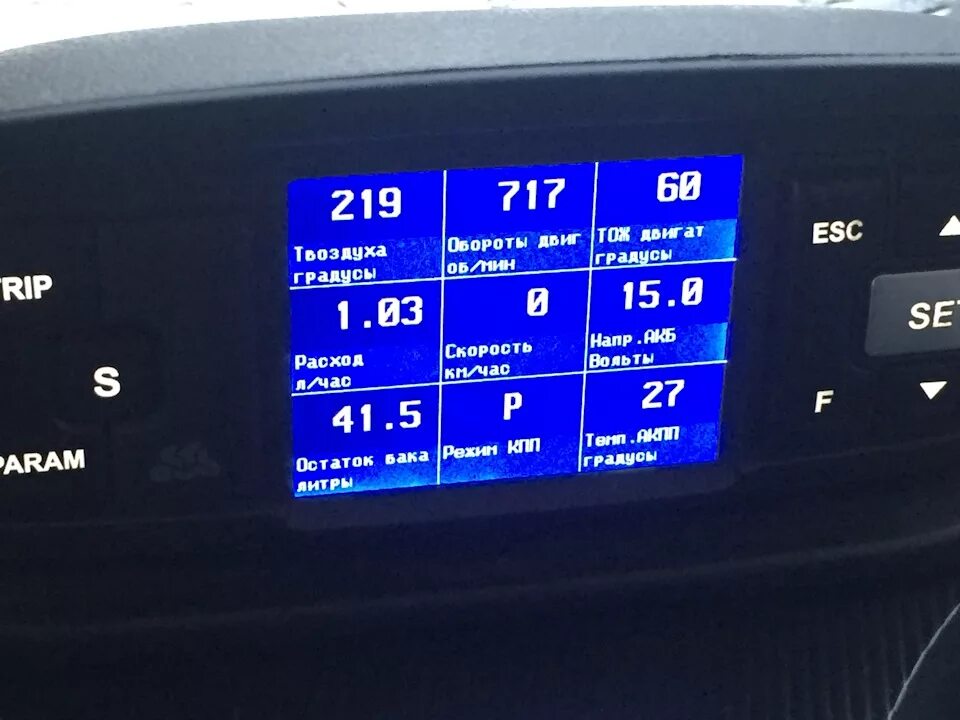 219
Tвоздуха
градусы
717
Обороты двиг
об/мин
60
ТОЖ двигат
градусы
1.03
Расход
л/час
0
Скорость
км/час
15.0
Напр.АКБ
Вольты
41.5
Остаток бака
литры
P
Режим КПП
27
Темп.АКПП
градусы
TRIP
S
PARAM
ESC
SET
F